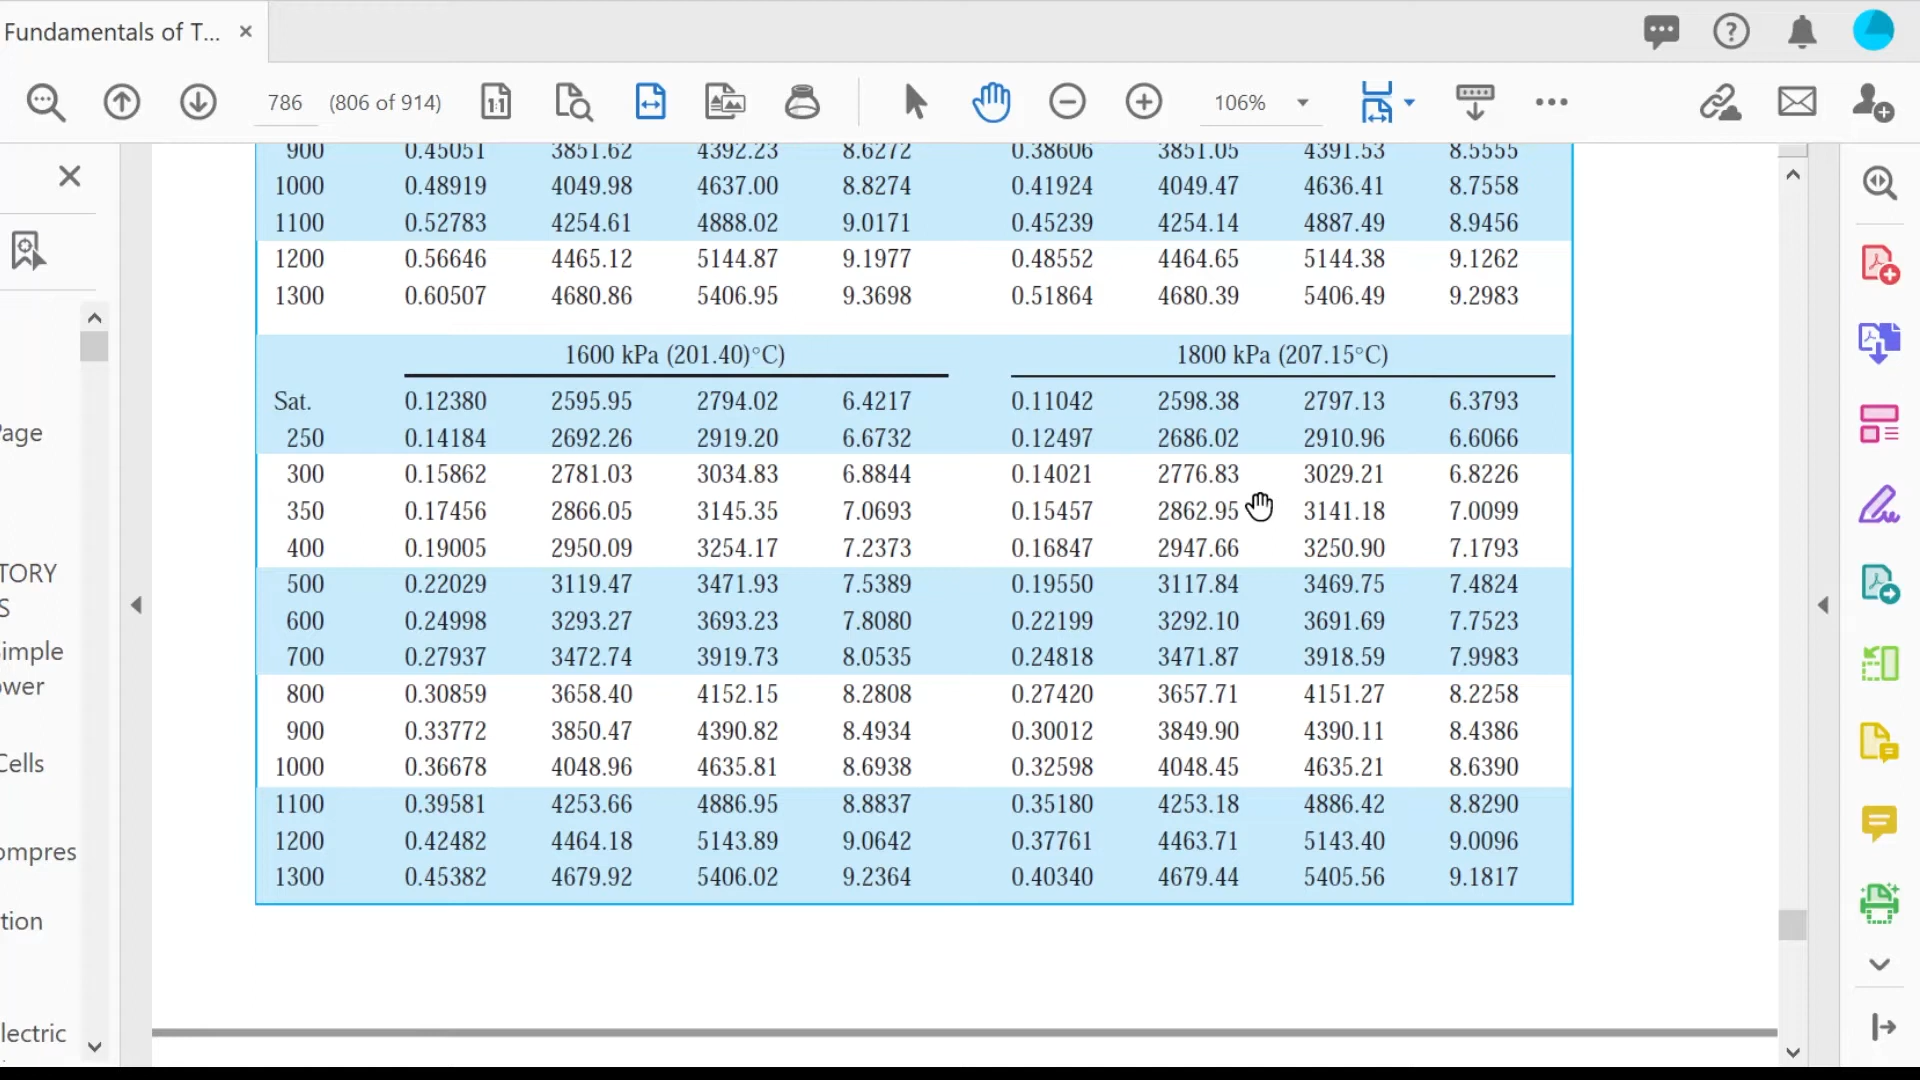 Fundamentals of T...
786 (806 of 914) 1:1 106%
900 0.45051 3851.62 4392.23 8.6272 0.38606 3851.05 4391.53 8.5555
1000 0.48919 4049.98 4637.00 8.8274 0.41924 4049.47 4636.41 8.7558
1100 0.52783 4254.61 4888.02 9.0171 0.45239 4254.14 4887.49 8.9456
1200 0.56646 4465.12 5144.87 9.1977 0.48552 4464.65 5144.38 9.1262
1300 0.60507 4680.86 5406.95 9.3698 0.51864 4680.39 5406.49 9.2983
1600 kPa (201.40)°C) 1800 kPa (207.15°C)
Sat. 0.12380 2595.95 2794.02 6.4217 0.11042 2598.38 2797.13 6.3793
250 0.14184 2692.26 2919.20 6.6732 0.12497 2686.02 2910.96 6.6066
300 0.15862 2781.03 3034.83 6.8844 0.14021 2776.83 3029.21 6.8226
350 0.17456 2866.05 3145.35 7.0693 0.15457 2862.95 3141.18 7.0099
400 0.19005 2950.09 3254.17 7.2373 0.16847 2947.66 3250.90 7.1793
500 0.22029 3119.47 3471.93 7.5389 0.19550 3117.84 3469.75 7.4824
600 0.24998 3293.27 3693.23 7.8080 0.22199 3292.10 3691.69 7.7523
700 0.27937 3472.74 3919.73 8.0535 0.24818 3471.87 3918.59 7.9983
800 0.30859 3658.40 4152.15 8.2808 0.27420 3657.71 4151.27 8.2258
900 0.33772 3850.47 4390.82 8.4934 0.30012 3849.90 4390.11 8.4386
1000 0.36678 4048.96 4635.81 8.6938 0.32598 4048.45 4635.21 8.6390
1100 0.39581 4253.66 4886.95 8.8837 0.35180 4253.18 4886.42 8.8290
1200 0.42482 4464.18 5143.89 9.0642 0.37761 4463.71 5143.40 9.0096
1300 0.45382 4679.92 5406.02 9.2364 0.40340 4679.44 5405.56 9.1817
Page
TORY
S
imple
ower
Cells
ompres
tion
lectric